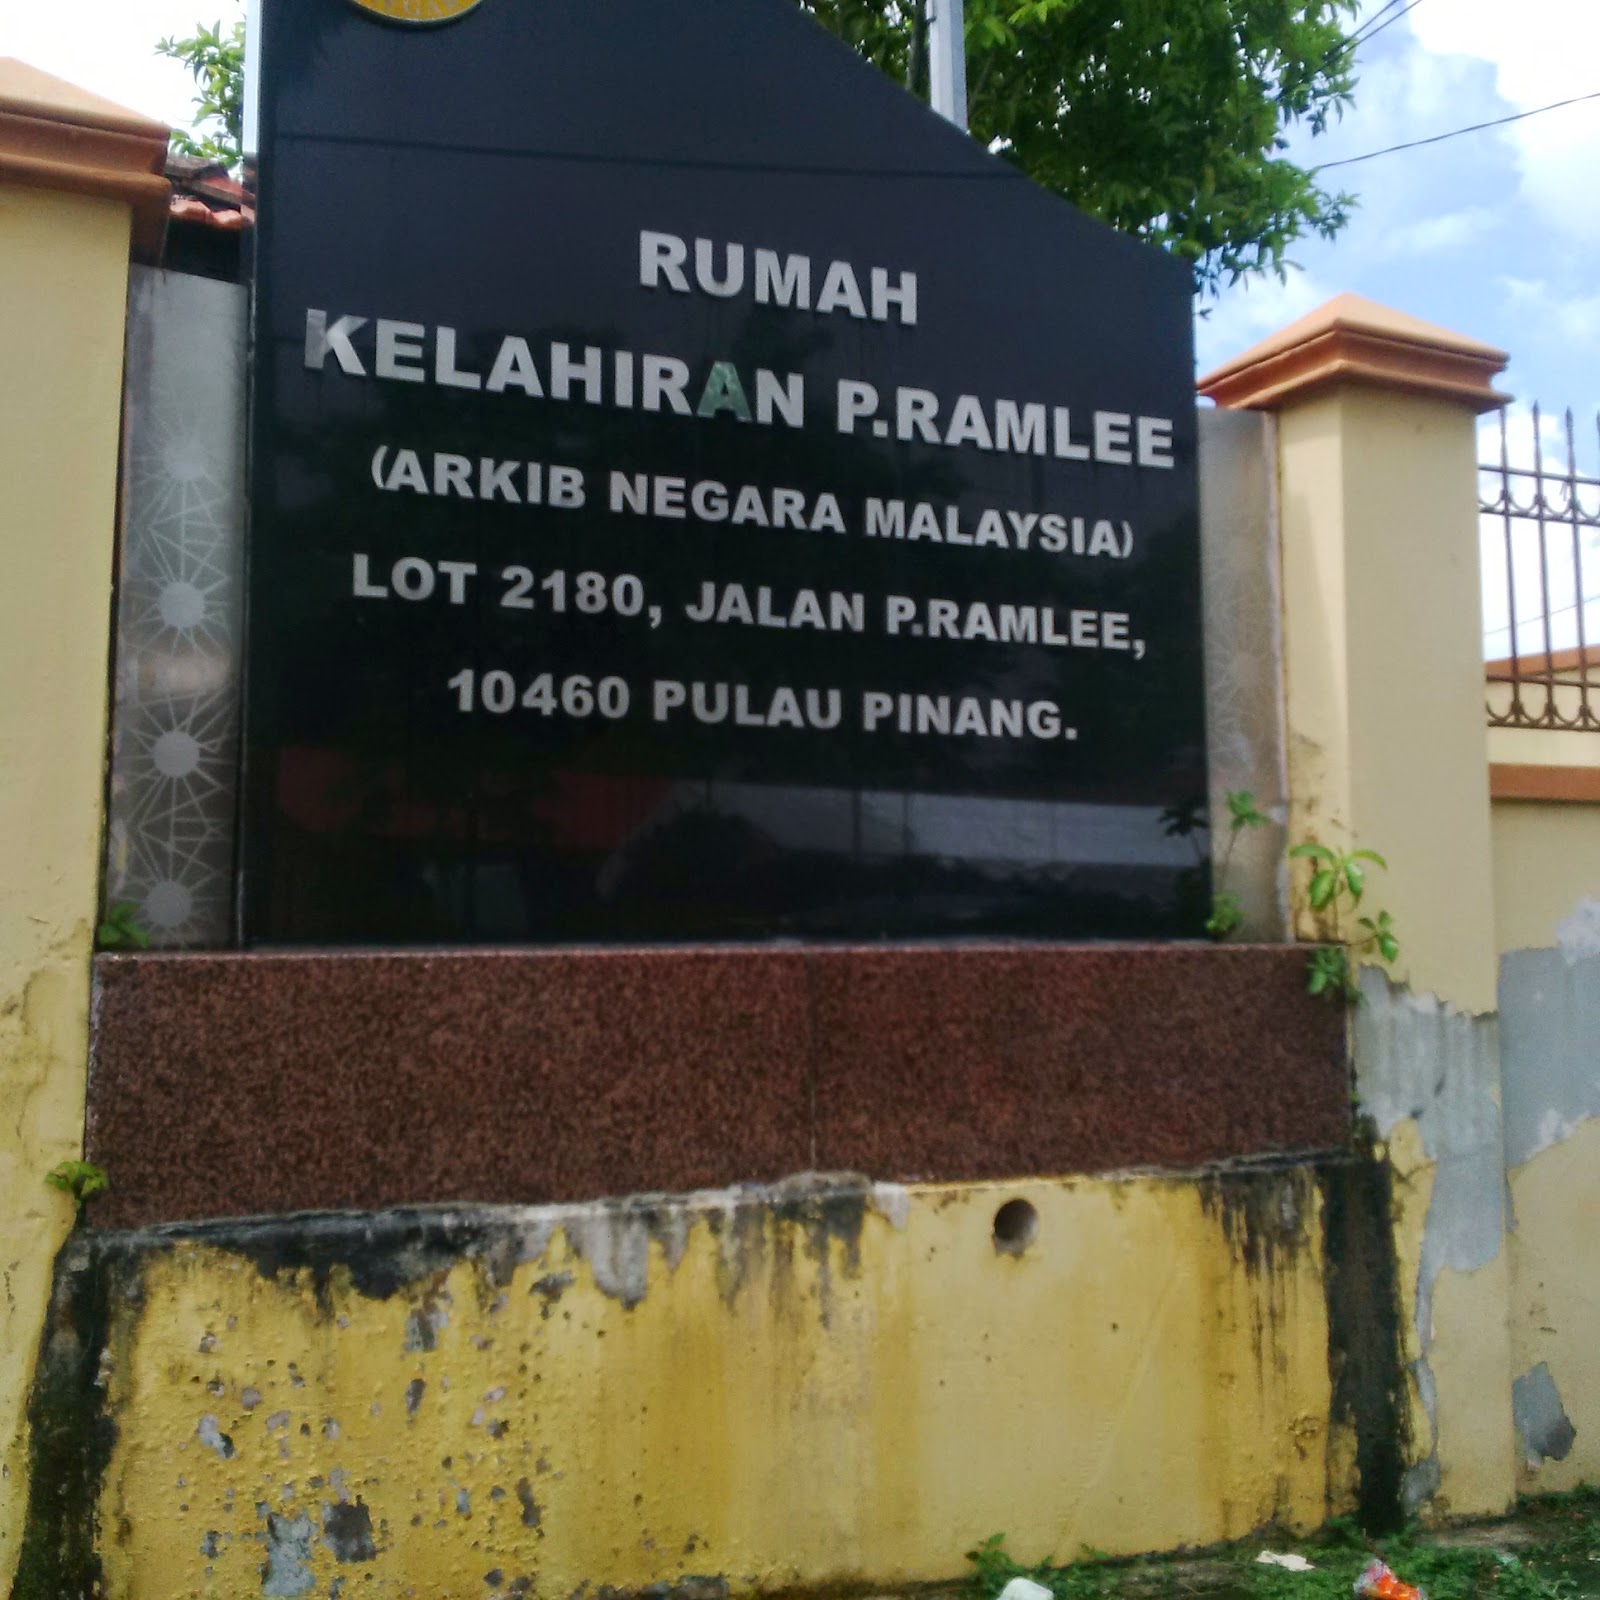 RUMAH
KELAHIRAN P.RAMLEE
(ARKIB NEGARA MALAYSIA)
LOT 2180, JALAN P.RAMLEE,
10460 PULAU PINANG.